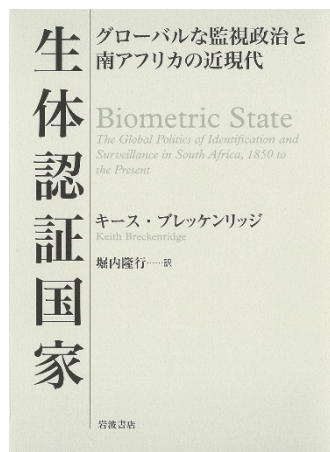 生体認証国家
グローバルな監視政治と
南アフリカの近現代
Biometric State
The Global Politics of Identification and
Surveillance in South Africa, 1850 to
the Present
キース・ブレッケンリッジ
Keith Breckenridge
堀内隆行……訳
岩波書店